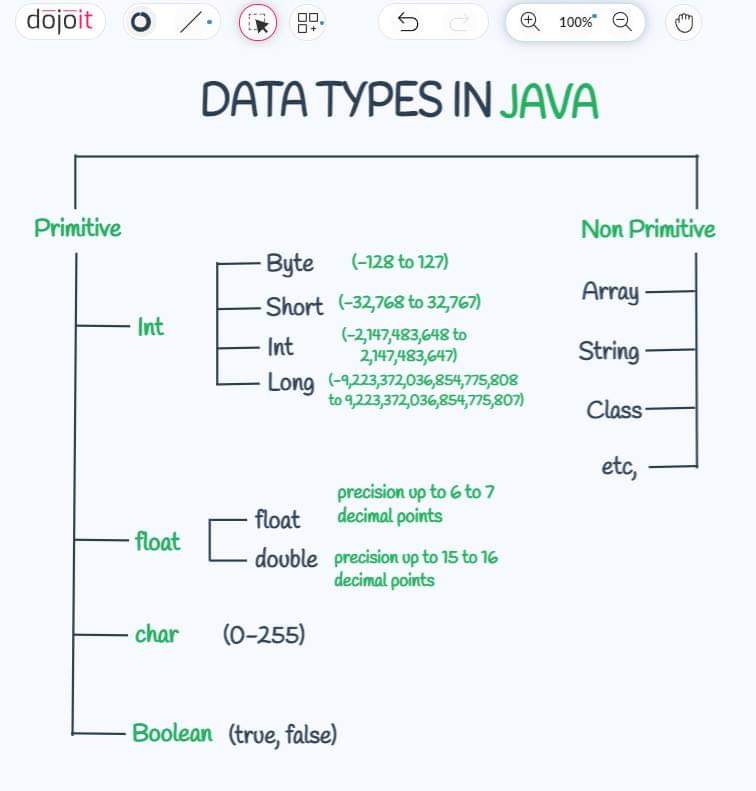 dojoit
100%
DATA TYPES IN JAVA
Primitive
Non Primitive
Int
Byte (-128 to 127)
Short (-32,768 to 32,767)
Int (-2,147,483,648 to
2,147,483,647)
Long (-9,223,372,036,854,775,808
to 9,223,372,036,854,775,807)
Array
String
Class
etc,
float
float precision up to 6 to 7
decimal points
double precision up to 15 to 16
decimal points
char (0-255)
Boolean (true, false)